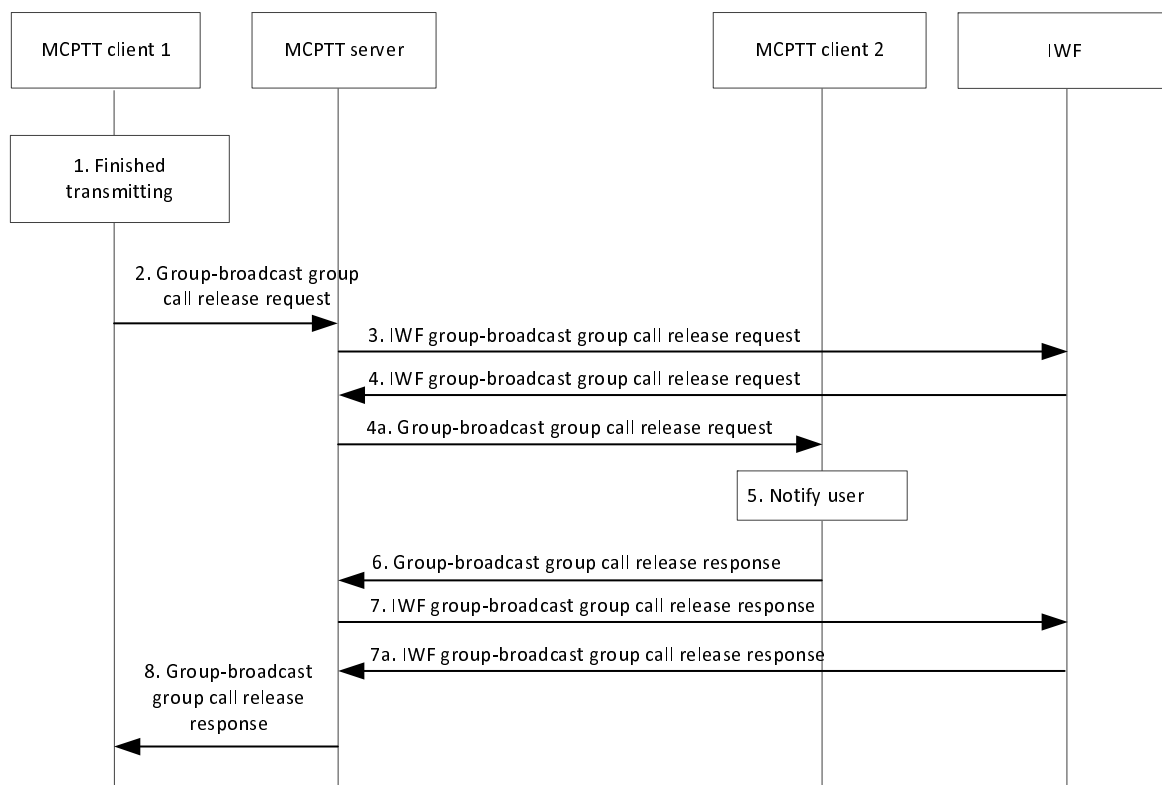 MCPTT client 1
MCPTT server
MCPTT client 2
IWF
1. Finished
transmitting
2. Group-broadcast group
call release request
3. IWF group-broadcast group call release request
4. IWF group-broadcast group call release request
4a. Group-broadcast group call release request
5. Notify user
6. Group-broadcast group call release response
7. IWF group-broadcast group call release response
7a. IWF group-broadcast group call release response
8. Group-broadcast
group call release
response